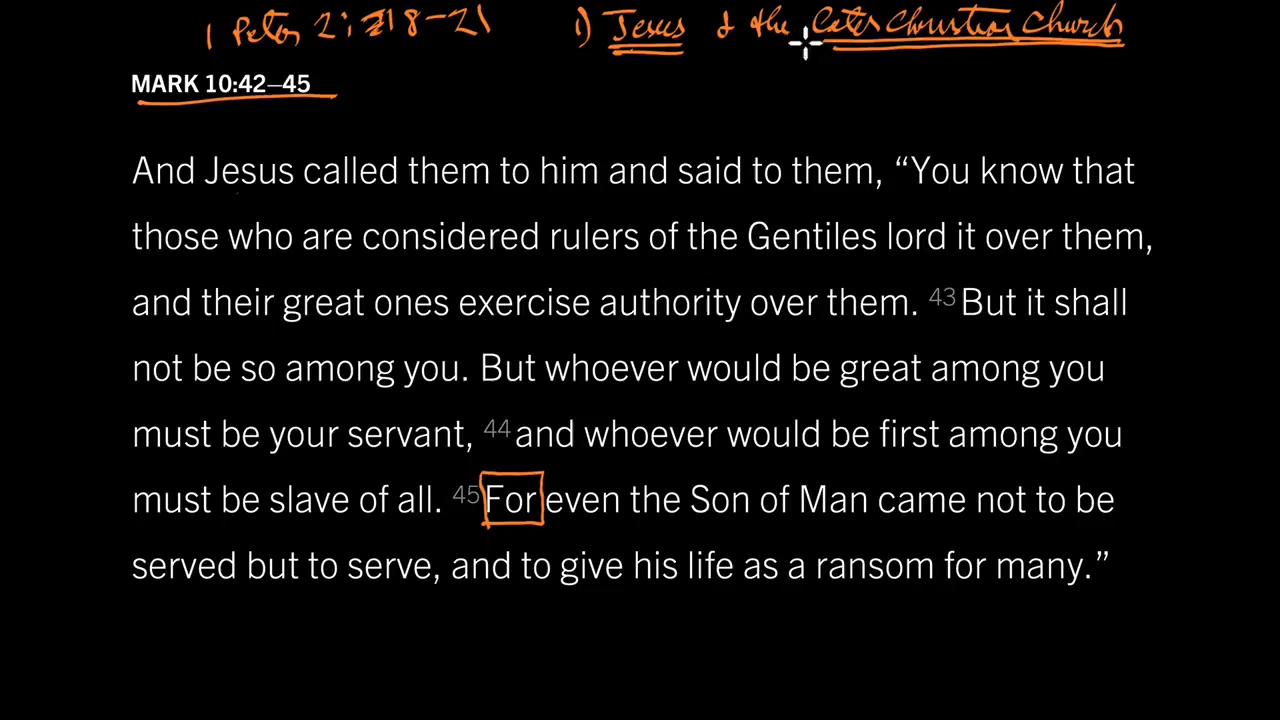 1 Peter 2:218-21 1) Jesus & the later Christian Church
MARK 10:42–45
And Jesus called them to him and said to them, “You know that
those who are considered rulers of the Gentiles lord it over them,
and their great ones exercise authority over them. 43 But it shall
not be so among you. But whoever would be great among you
must be your servant, 44 and whoever would be first among you
must be slave of all. 45 For even the Son of Man came not to be
served but to serve, and to give his life as a ransom for many.”